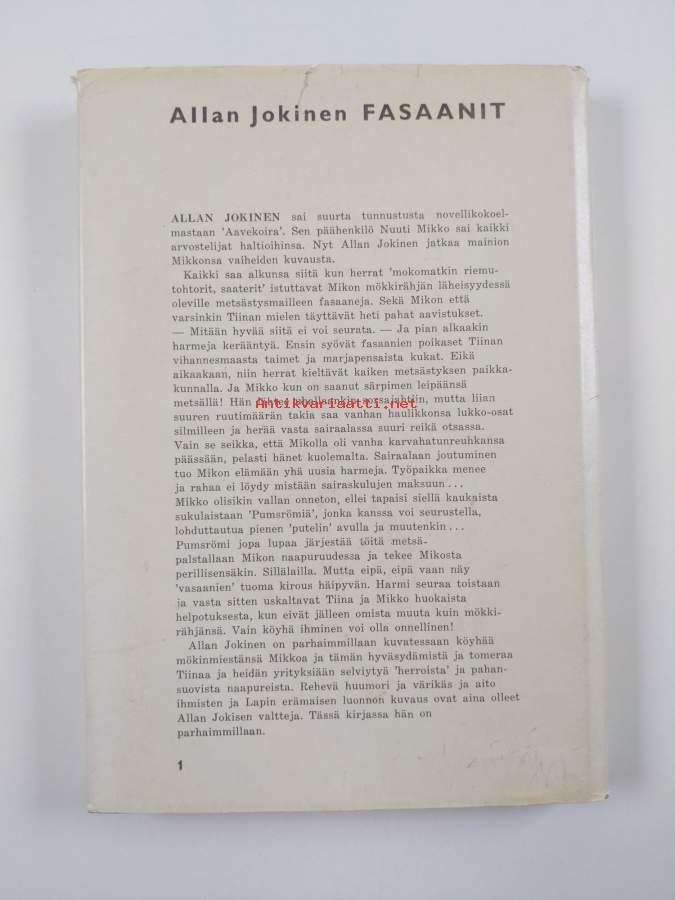 Allan Jokinen FASAANIT
ALLAN JOKINEN sai suurta tunnustusta novellikokoel-
mastaan 'Aavekoira'. Sen päähenkilö Nuuti Mikko sai kaikki
arvostelijat haltioihinsa. Nyt Allan Jokinen jatkaa mainion
Mikkonsa vaiheiden kuvausta.
Kaikki saa alkunsa siitä kun herrat 'mokomatkin riemu-
tohtorit, saaterit' istuttavat Mikon mökkirähjän läheisyydessä
oleville metsästysmailleen fasaaneja. Sekä Mikon että
varsinkin Tiinan mielen täyttävät heti pahat aavistukset.
— Mitään hyvää siitä ei voi seurata. — Ja pian alkaakin
harmeja kerääntyä. Ensin syövät fasaanien poikaset Tiinan
vihannesmaasta taimet ja marjapensaista kukat. Eikä
aikaakaan, niin herrat kieltävät kaiken metsästyksen paikka-
kunnalla. Ja Mikko kun on saanut särpimen leipäänsä
metsällä! Hän mutta liian
Antikvariaatti.net
suuren ruutimäärän takia saa vanhan haulikkonsa lukko-osat
silmilleen ja herää vasta sairaalassa suuri reikä otsassa.
Vain se seikka, että Mikolla oli vanha karvahatunreuhkansa
päässään, pelasti hänet kuolemalta. Sairaalaan joutuminen
tuo Mikon elämään yhä uusia harmeja. Työpaikka menee
ja rahaa ei löydy mistään sairaskulujen maksuun...
Mikko olisikin vallan onneton, ellei tapaisi siellä kaukaista
sukulaistaan 'Pumsrömiä', jonka kanssa voi seurustella,
lohduttautua pienen 'putelin' avulla ja muutenkin...
Pumsrömi jopa lupaa järjestää töitä metsä-
palstallaan Mikon naapuruudessa ja tekee Mikosta
perillisensäkin. Sillälailla. Mutta eipä, eipä vaan näy
'vasaanien' tuoma kirous häipyvän. Harmi seuraa toistaan
ja vasta sitten uskaltavat Tiina ja Mikko huokaista
helpotuksesta, kun eivät jälleen omista muuta kuin mökki-
rähjänsä. Vain köyhä ihminen voi olla onnellinen!
Allan Jokinen on parhaimmillaan kuvatessaan köyhää
mökinmiestänsä Mikkoa ja tämän hyväsydämistä ja tomeraa
Tiinaa ja heidän yrityksiään selviytyä 'herroista' ja pahan-
suovista naapureista. Rehevä huumori ja värikäs ja aito
ihmisten ja Lapin erämaisen luonnon kuvaus ovat aina olleet
Allan Jokisen valtteja. Tässä kirjassa hän on
parhaimmillaan.
1